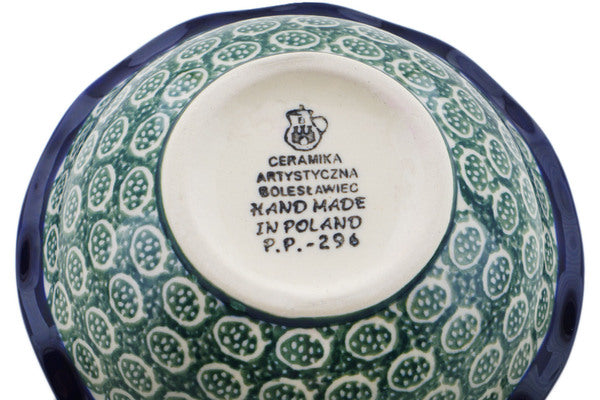 CERAMIKA
ARTYSTYCZNA
BOLESŁAWIEC
HAND MADE
IN POLAND
P.P.-296